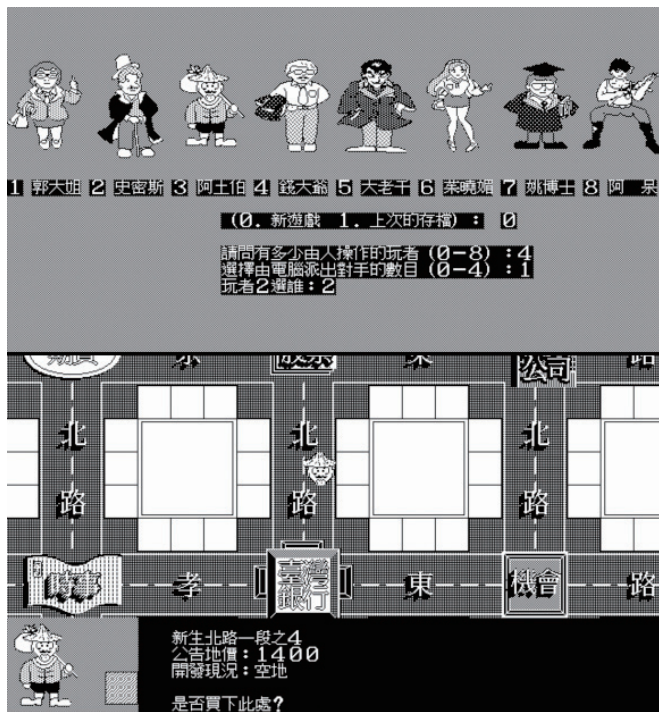 1 郭大姐 2 史密斯 3 阿土伯 4 錢大爺 5 大老千 6 茱曉媚 7 姚博士 8 阿 呆
(0. 新遊戲 1. 上次的存檔) : 0
請問有多少由人操作的玩者 (0-8) :4
選擇由電腦派出對手的數目 (0-4) :1
玩者2選誰:2
公司
路
北 北 北
路 路 路
時事 孝 臺灣銀行 東 機會 路
新生北路一段之4
公告地價:1400
開發現況:空地
是否買下此處?